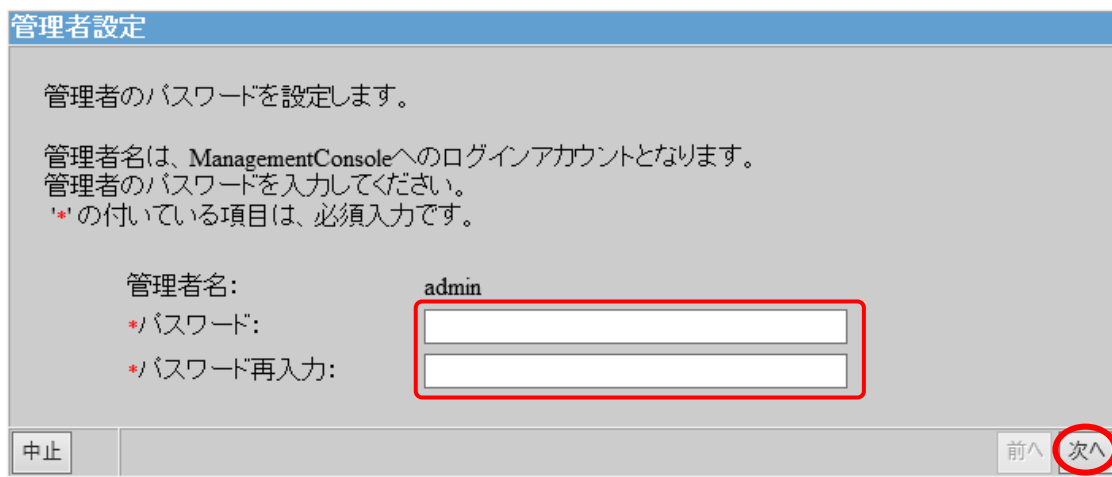 管理者設定
管理者のパスワードを設定します。
管理者名は、ManagementConsoleへのログインアカウントとなります。
管理者のパスワードを入力してください。
'*' の付いている項目は、必須入力です。
管理者名: admin
*パスワード:
*パスワード再入力:
中止 前へ 次へ